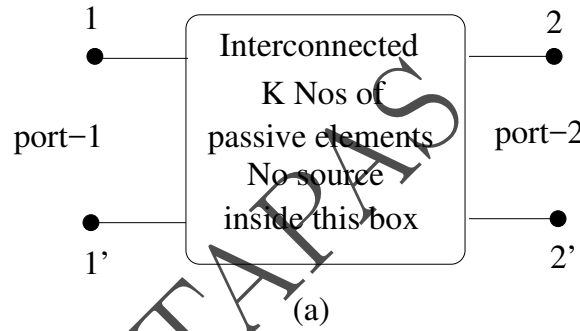 1
2
Interconnected
K Nos of
port−1
passive elements
port−2
No source
inside this box
1'
2'
(a)
TAPAS